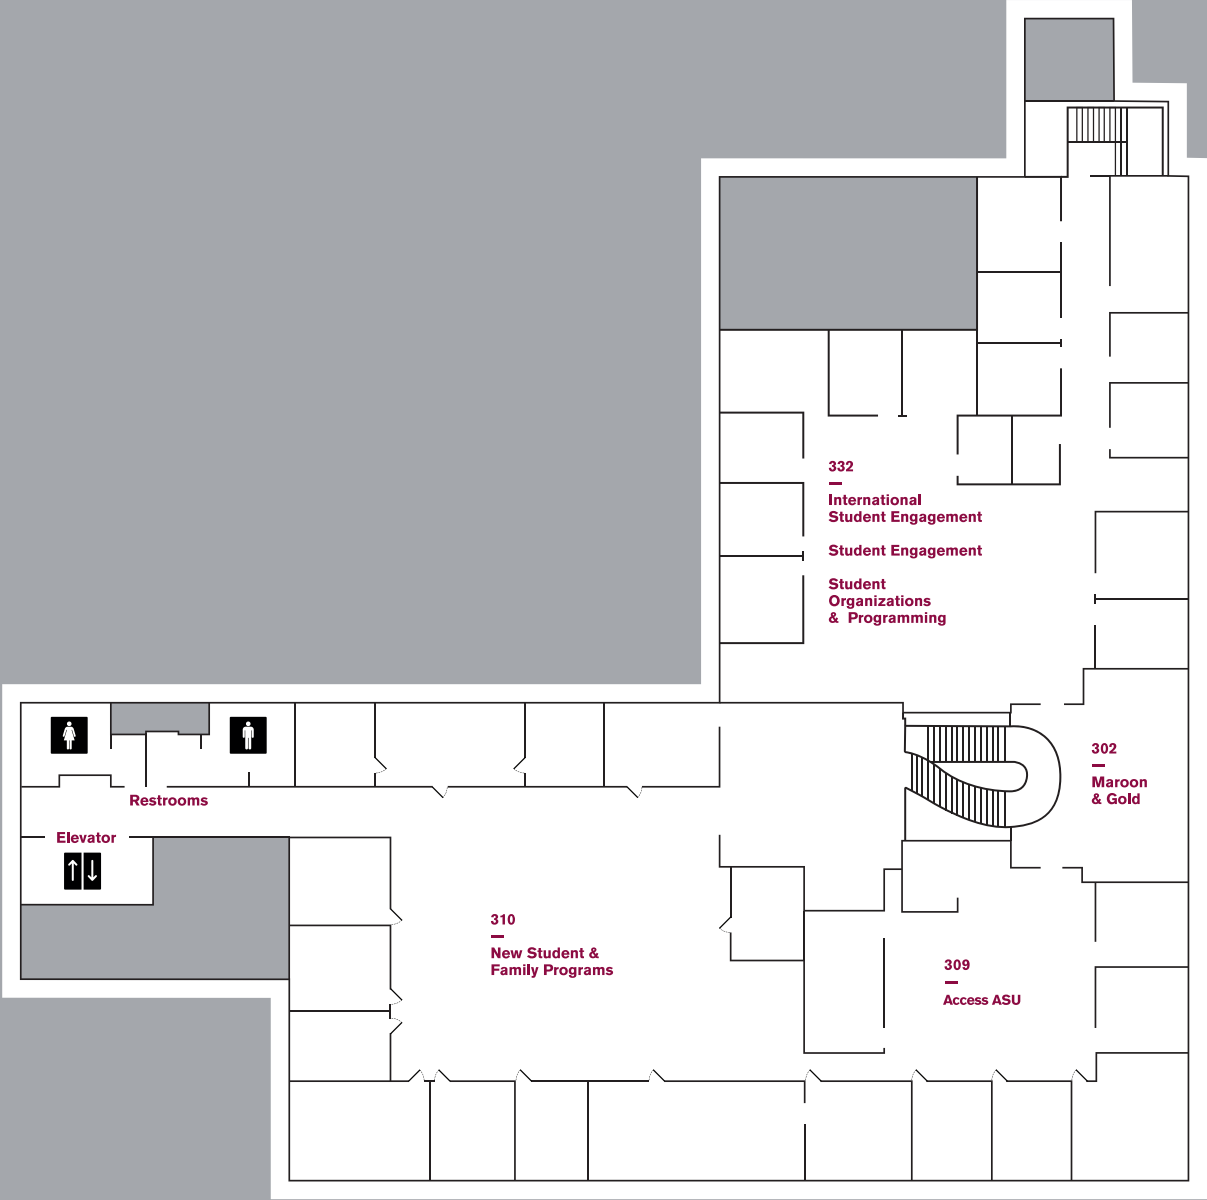 332
International
Student Engagement
Student Engagement
Student
Organizations
& Programming
302
Maroon
& Gold
Restrooms
Elevator
310
New Student &
Family Programs
309
Access ASU